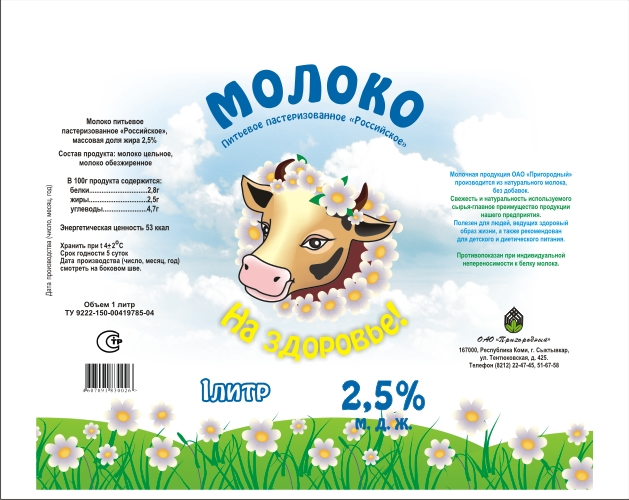 МОЛОКО
Питьевое пастеризованное «Российское»
Молоко питьевое
пастеризованное «Российское»,
массовая доля жира 2,5%
Состав продукта: молоко цельное,
молоко обезжиренное
В 100г продукта содержится:
белки........................2,8г
жиры........................2,5г
углеводы..................4,7г
Энергетическая ценность 53 ккал
Хранить при t 4±2°С
Срок годности 5 суток
Дата производства (число, месяц, год)
смотреть на боковом шве.
Дата производства (число, месяц, год)
Объем 1 литр
ТУ 9222-150-00419785-04
СТР
Молочная продукция ОАО «Пригородный»
производится из натурального молока,
без добавок.
Свежесть и натуральность используемого
сырья-главное преимущество продукции
нашего предприятия.
Полезен для людей, ведущих здоровый
образ жизни, а также рекомендован
для детского и диетического питания.
Противопоказан при индивидуальной
непереносимости к белку молока.
ОАО «Пригородный»
167000, Республика Коми, г. Сыктывкар,
ул. Тентюковская, д. 425.
Телефон (8212) 22-47-45, 51-67-58
На здоровье!
1литр
2,5%
м. д. ж.